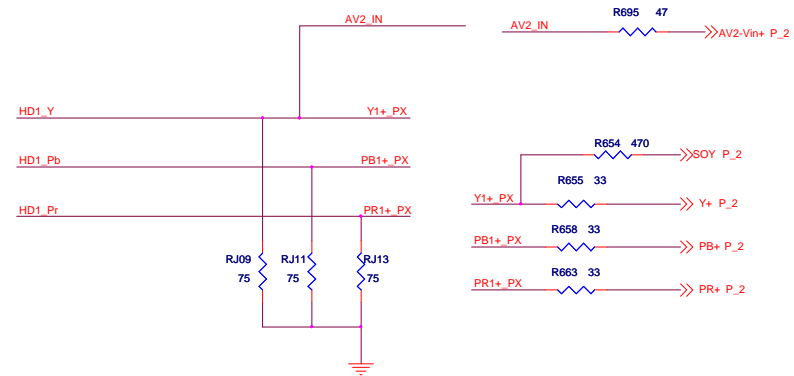 R695 47
AV2_IN
AV2_IN
AV2-Vin+ P_2
HD1_Y
Y1+_PX
R654 470
SOY P_2
HD1_Pb
PB1+_PX
R655 33
Y1+_PX
Y+ P_2
HD1_Pr
PR1+_PX
R658 33
PB1+_PX
PB+ P_2
RJ09
75
RJ11
75
RJ13
75
R663 33
PR1+_PX
PR+ P_2